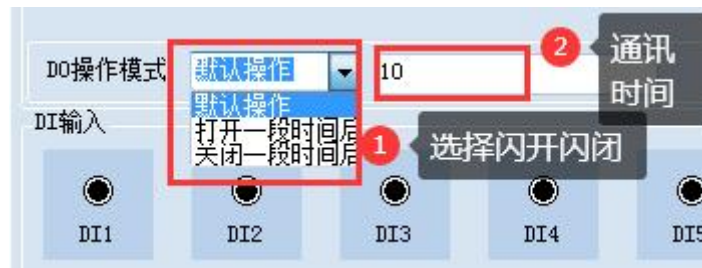 DO操作模式 默认操作 10
2 通讯时间
默认操作
打开一段时间后
关闭一段时间后
1 选择闪开闪闭
DI输入
DI1 DI2 DI3 DI4 DI5